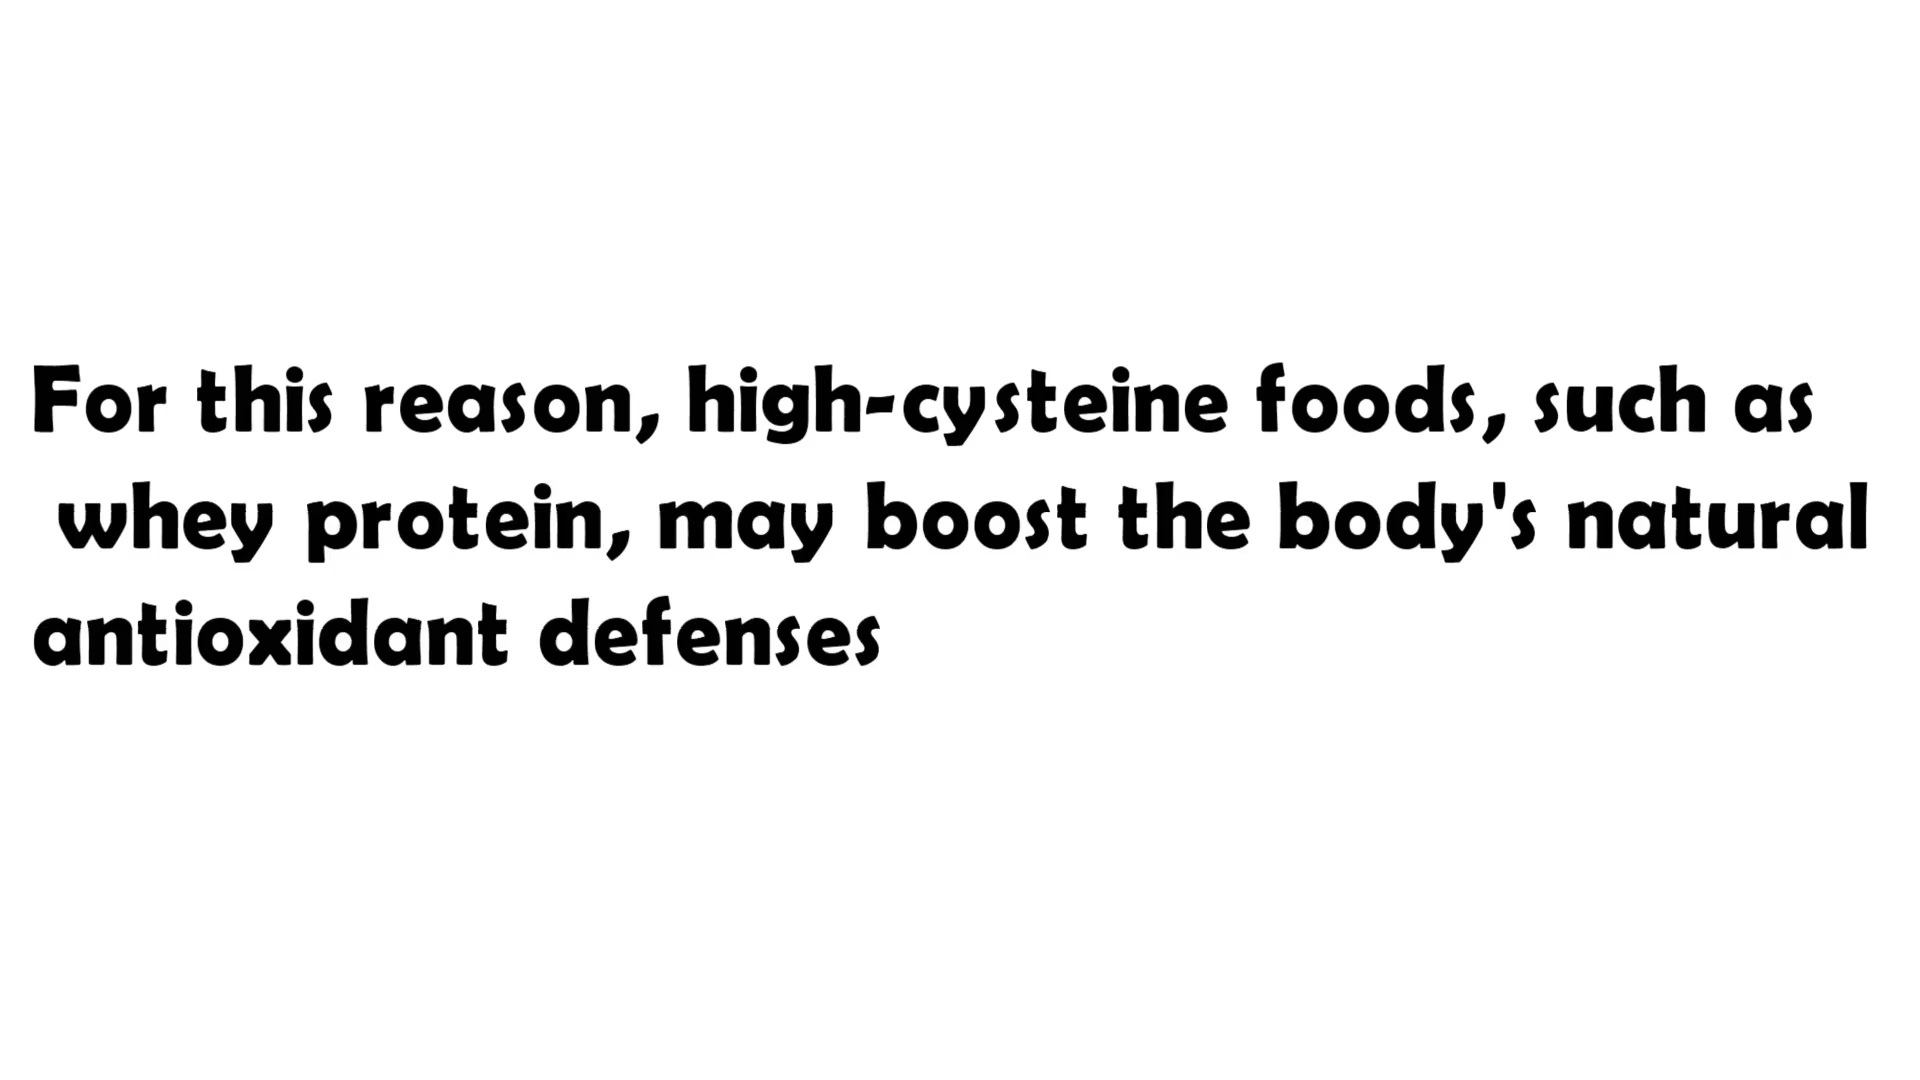 For this reason, high-cysteine foods, such as
whey protein, may boost the body's natural
antioxidant defenses